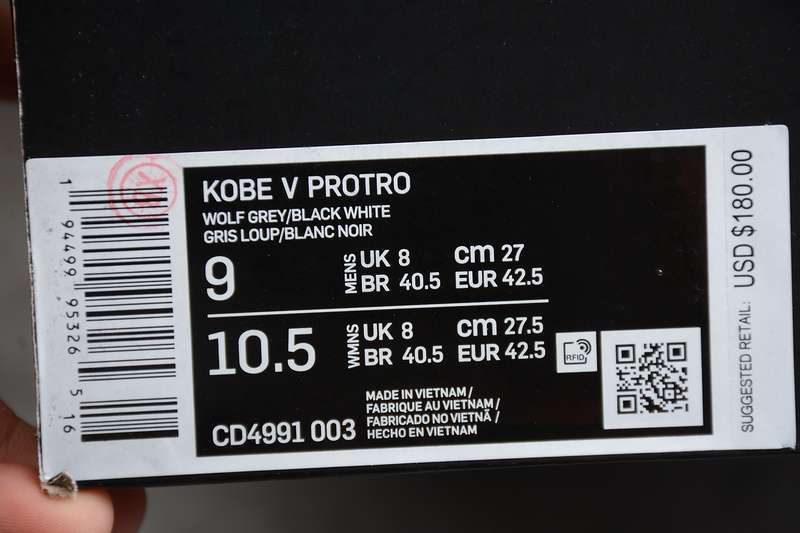 KOBE V PROTRO
WOLF GREY/BLACK WHITE
GRIS LOUP/BLANC NOIR
9 MENS UK 8 cm 27
BR 40.5 EUR 42.5
10.5 WMNS UK 8 cm 27.5
BR 40.5 EUR 42.5
CD4991 003
MADE IN VIETNAM /
FABRIQUE AU VIETNAM /
FABRICADO NO VIETNÃ /
HECHO EN VIETNAM
RFID
SUGGESTED RETAIL: USD $180.00
1 94499 95326 5 16